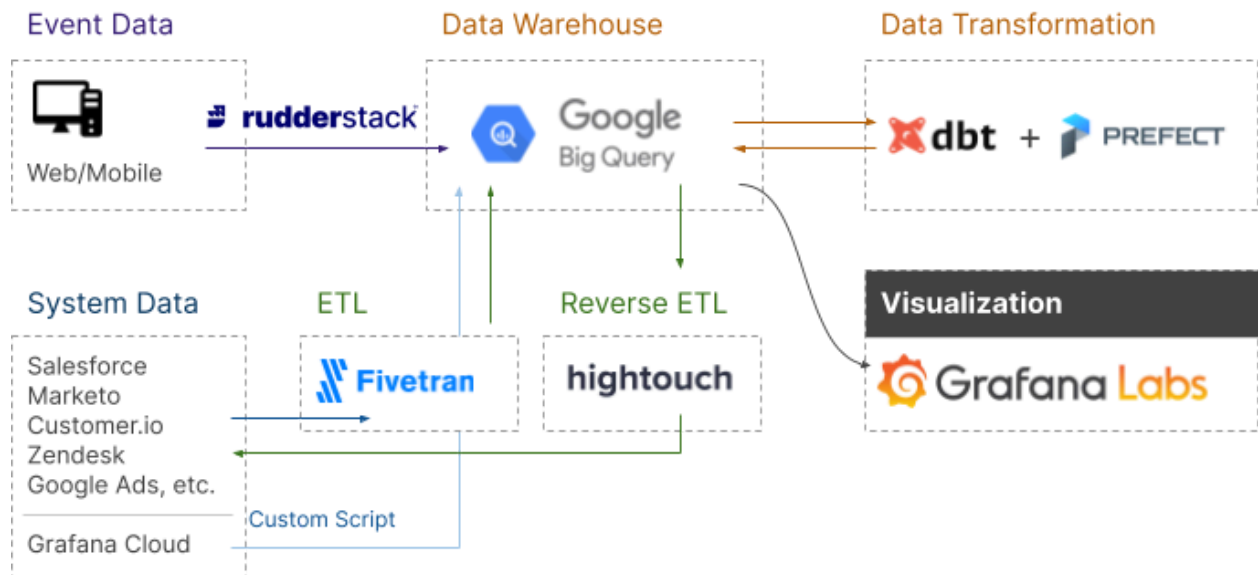 Event Data
Data Warehouse
Data Transformation
Web/Mobile
rudderstack
Google
Big Query
dbt + PREFECT
System Data
ETL
Reverse ETL
Visualization
Salesforce
Marketo
Customer.io
Zendesk
Google Ads, etc.
Fivetran
hightouch
Grafana Labs
Custom Script
Grafana Cloud